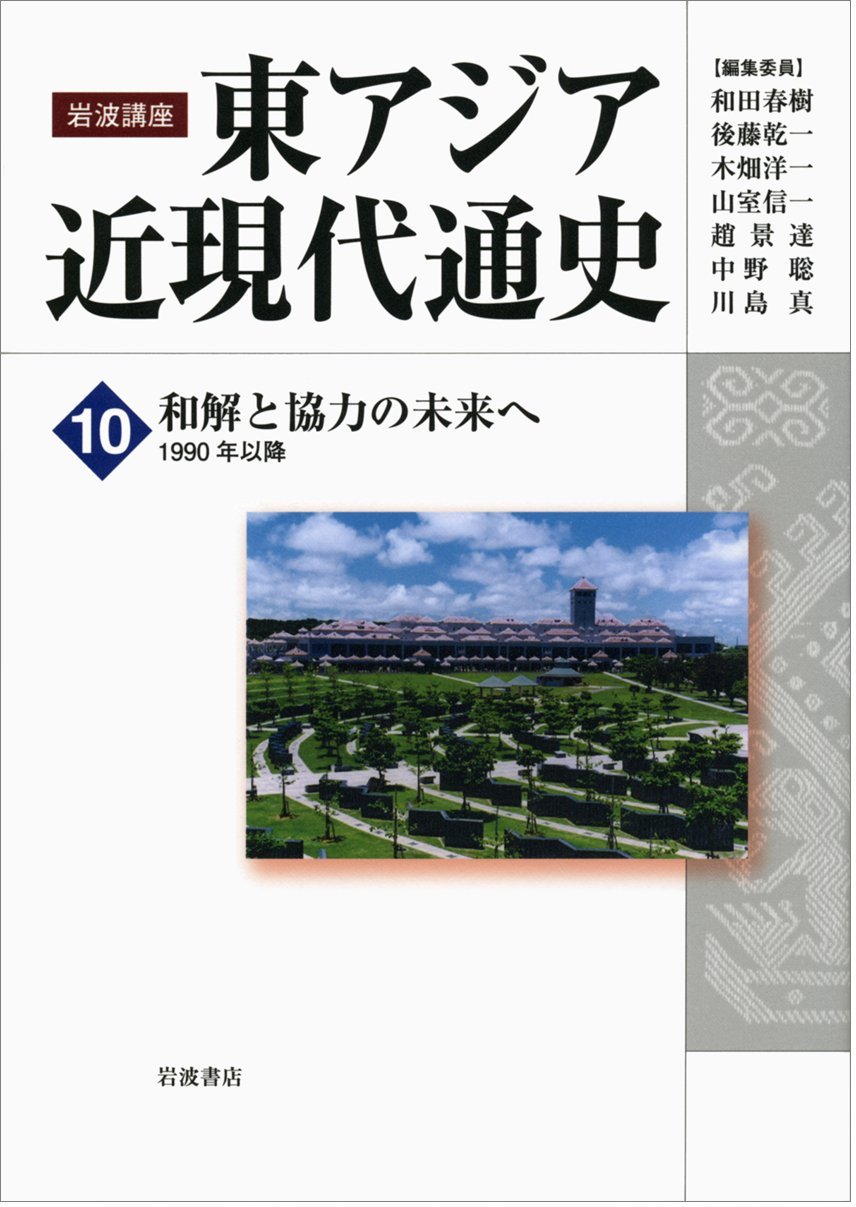 岩波講座
東アジア
近現代通史
【編集委員】
和田春樹
後藤乾一
木畑洋一
山室信一
趙景達
中野聡
川島真
10
和解と協力の未来へ
1990年以降
岩波書店